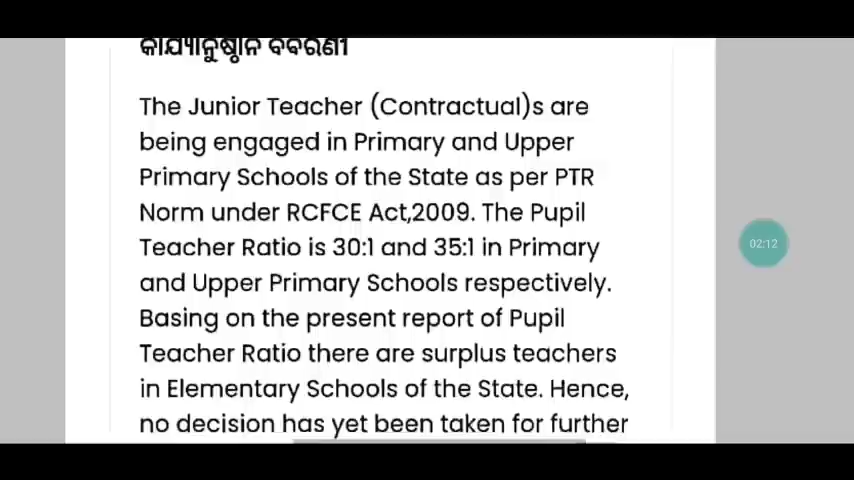 କାର୍ଯ୍ୟାନୁଷ୍ଠାନ ବିବରଣୀ
The Junior Teacher (Contractual)s are
being engaged in Primary and Upper
Primary Schools of the State as per PTR
Norm under RCFCE Act,2009. The Pupil
Teacher Ratio is 30:1 and 35:1 in Primary
and Upper Primary Schools respectively.
Basing on the present report of Pupil
Teacher Ratio there are surplus teachers
in Elementary Schools of the State. Hence,
no decision has yet been taken for further
02:12